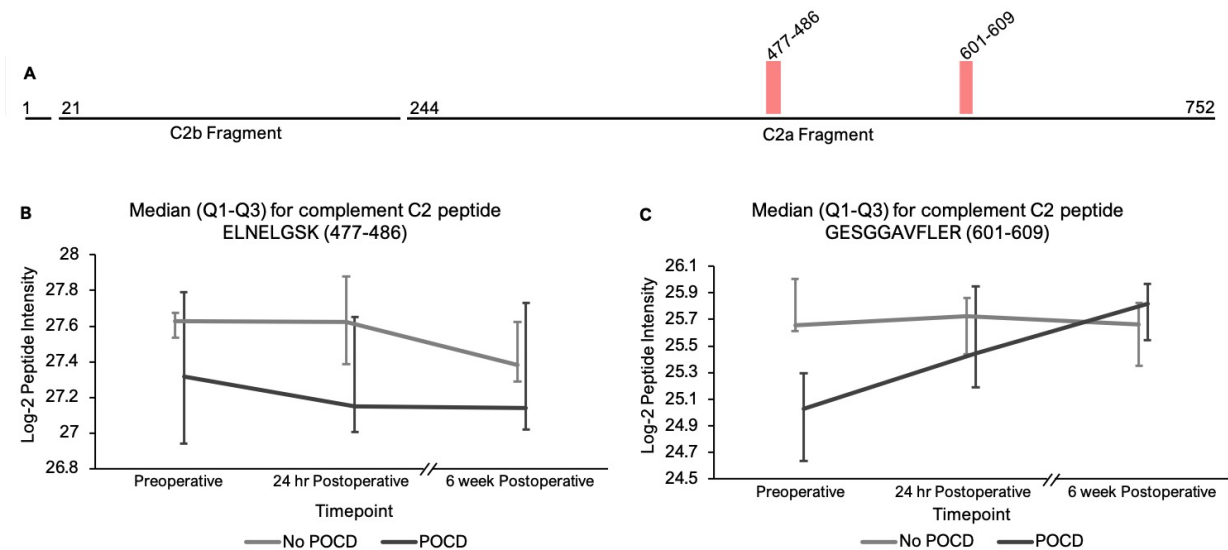 477-486
601-609
A
1 21 244 752
C2b Fragment C2a Fragment
B
Median (Q1-Q3) for complement C2 peptide
ELNELGSK (477-486)
Log-2 Peptide Intensity
28
27.8
27.6
27.4
27.2
27
26.8
Preoperative 24 hr Postoperative 6 week Postoperative
Timepoint
No POCD POCD
C
Median (Q1-Q3) for complement C2 peptide
GESGGAVFLER (601-609)
Log-2 Peptide Intensity
26.1
25.9
25.7
25.5
25.3
25.1
24.9
24.7
24.5
Preoperative 24 hr Postoperative 6 week Postoperative
Timepoint
No POCD POCD